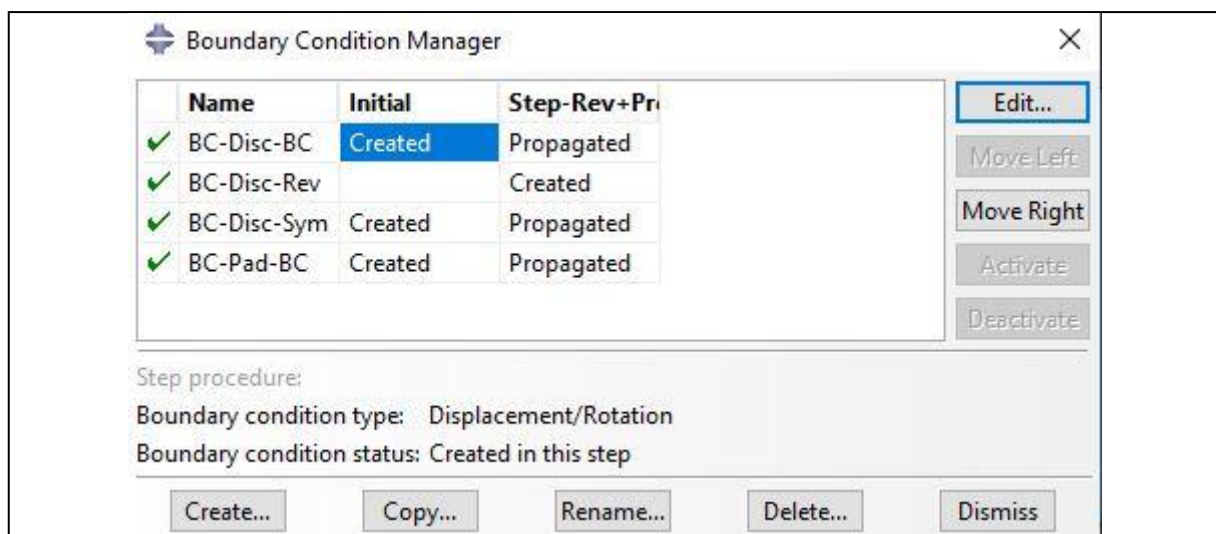 Boundary Condition Manager
Name Initial Step-Rev+Pr
Edit...
BC-Disc-BC Created Propagated
Move Left
BC-Disc-Rev Created
Move Right
BC-Disc-Sym Created Propagated
BC-Pad-BC Created Propagated
Activate
Deactivate
Step procedure:
Boundary condition type: Displacement/Rotation
Boundary condition status: Created in this step
Create... Copy... Rename... Delete... Dismiss